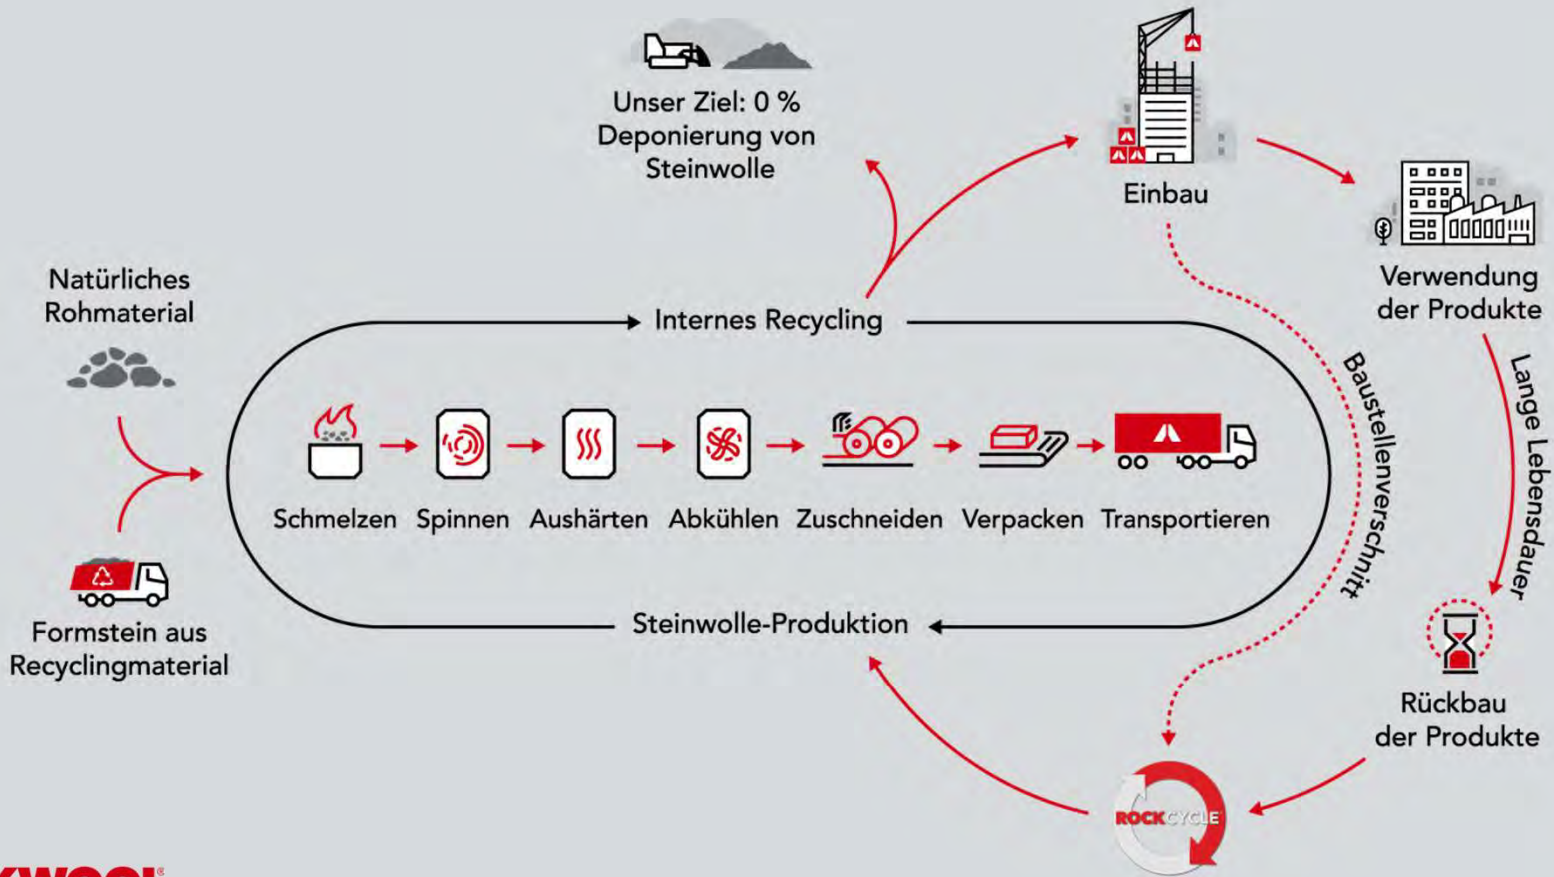 Unser Ziel: 0 %
Deponierung von
Steinwolle
Einbau
Verwendung
der Produkte
Natürliches
Rohmaterial
Internes Recycling
Baustellenverschnitt
Lange Lebensdauer
Schmelzen
Spinnen
Aushärten
Abkühlen
Zuschneiden
Verpacken
Transportieren
Formstein aus
Recyclingmaterial
Steinwolle-Produktion
Rückbau
der Produkte
ROCKCYCLE